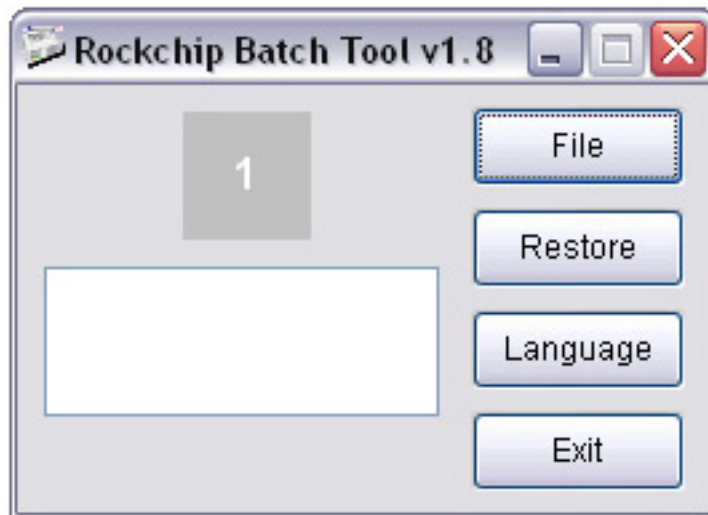 Rockchip Batch Tool v1.8
1
File
Restore
Language
Exit